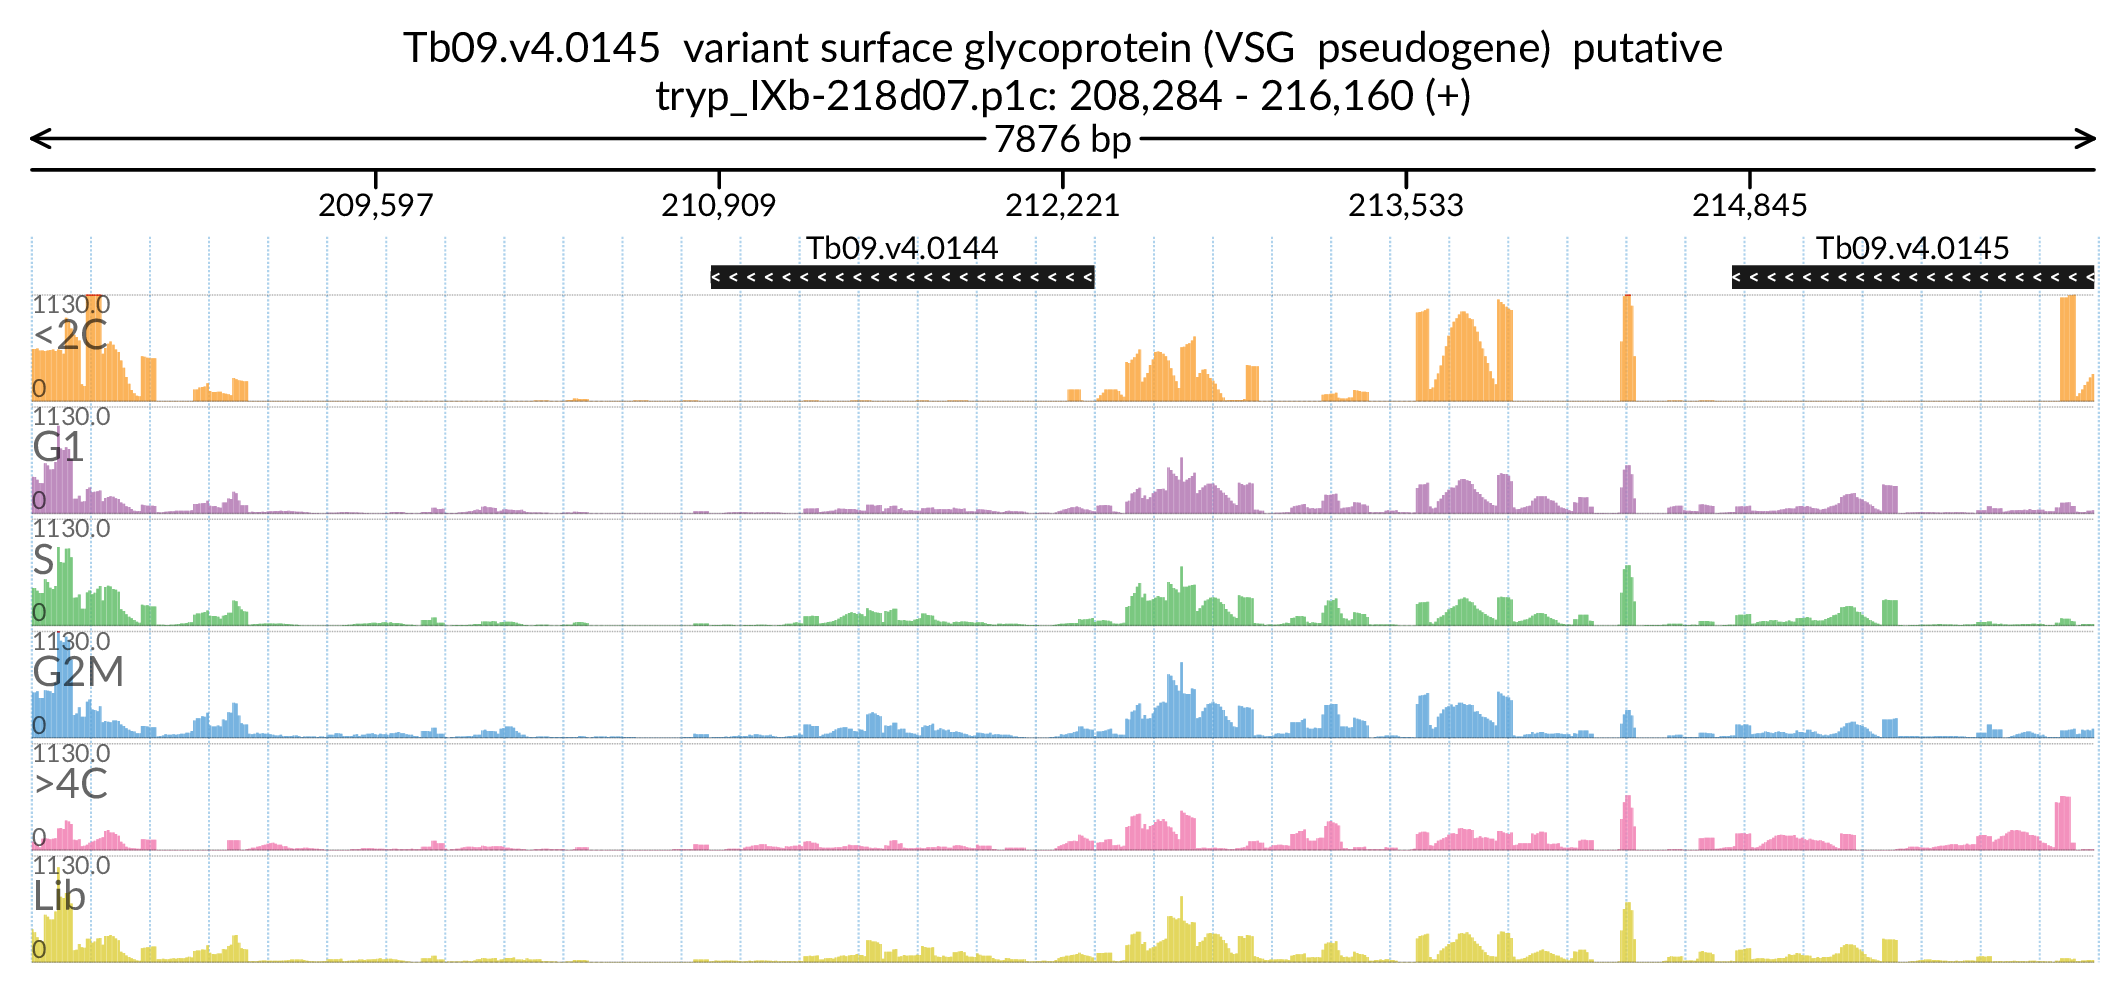 Tb09.v4.0145  variant surface glycoprotein (VSG  pseudogene)  putative
tryp_IXb-218d07.p1c: 208,284 - 216,160 (+)
7876 bp
209,597 210,909 212,221 213,533 214,845
Tb09.v4.0144 Tb09.v4.0145
1130.0
<2C
0
1130.0
G1
0
1130.0
S
0
1130.0
G2M
0
1130.0
>4C
0
1130.0
Lib
0